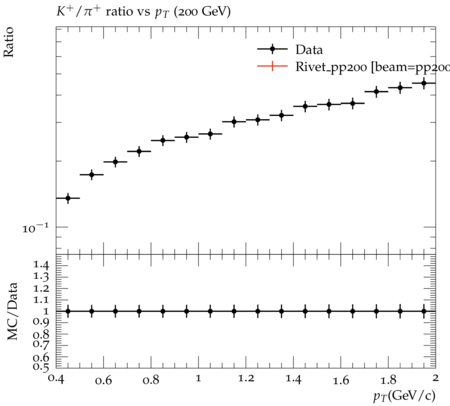 K⁺/π⁺ ratio vs p_T (200 GeV)
Ratio
Data
Rivet_pp200 [beam=pp200
10⁻¹
MC/Data
1.4
1.3
1.2
1.1
1
0.9
0.8
0.7
0.6
0.5
0.4 0.6 0.8 1 1.2 1.4 1.6 1.8 2
p_T(GeV/c)